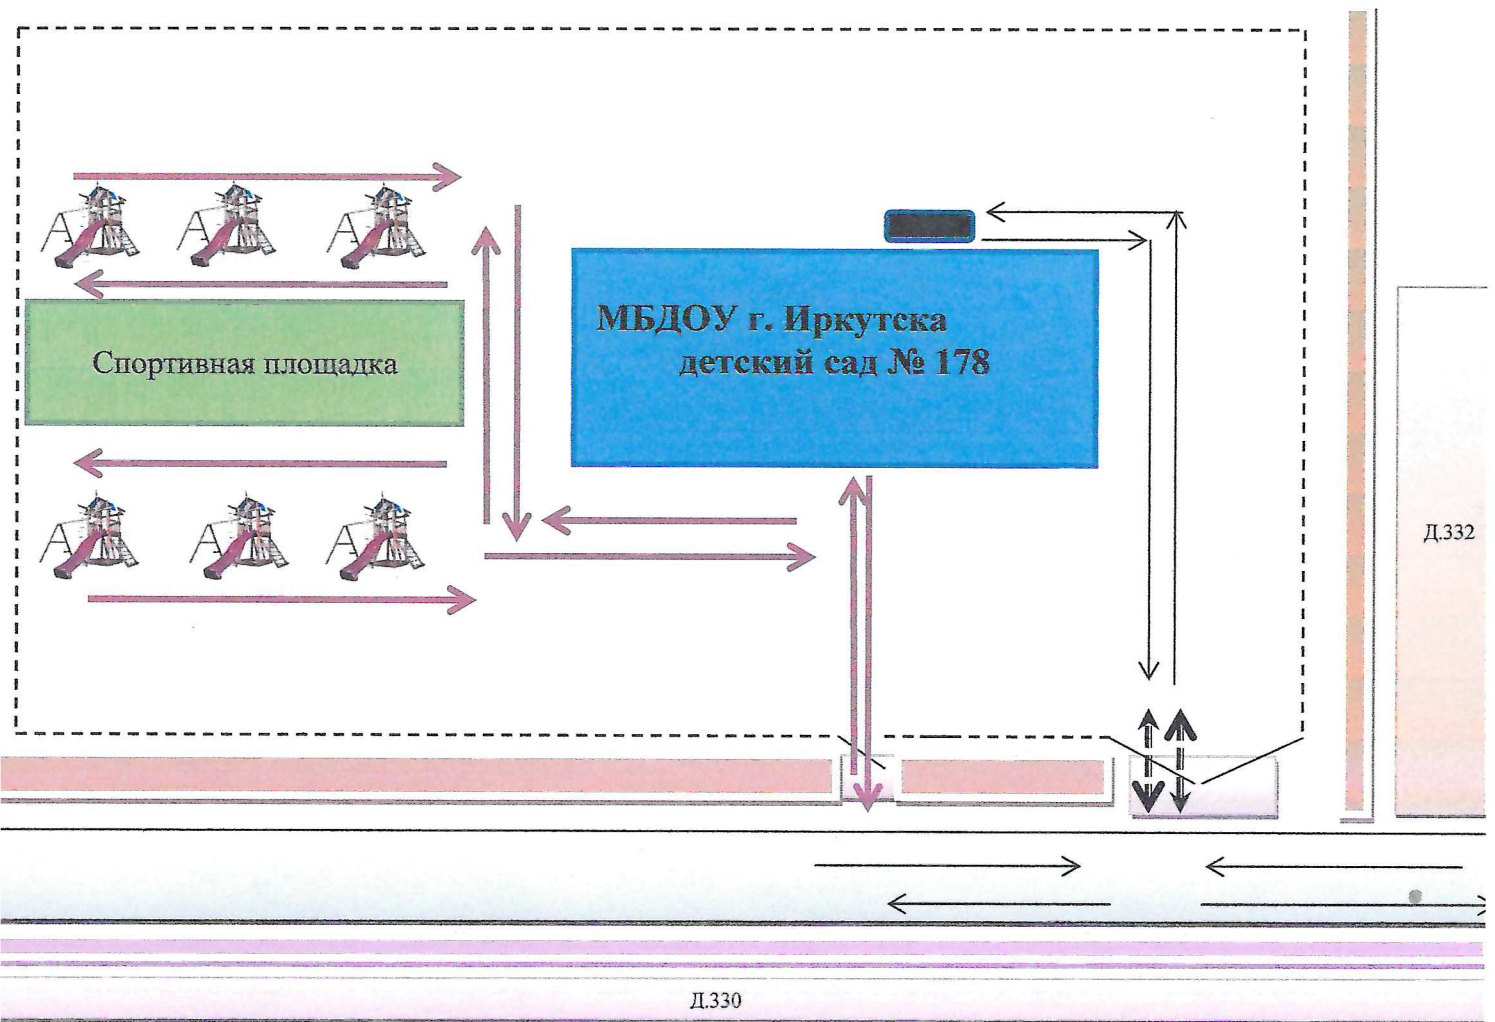 МБДОУ г. Иркутска
детский сад № 178
Спортивная площадка
Д.332
Д.330